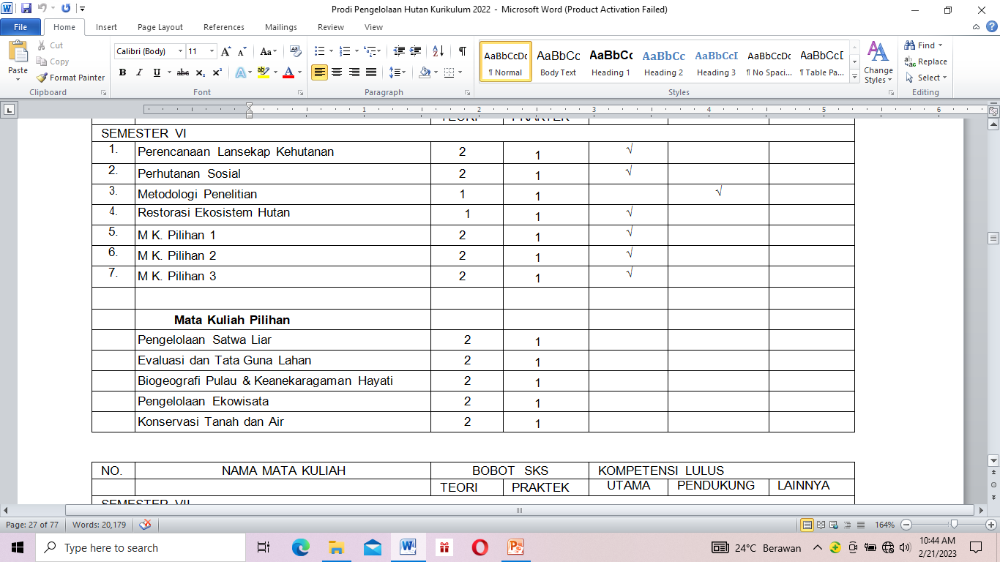 Prodi Pengelolaan Hutan Kurikulum 2022 - Microsoft Word (Product Activation Failed)
File Home Insert Page Layout References Mailings Review View
Paste Cut Copy Format Painter
Calibri (Body) 11
AaBbCcDc AaBbCc AaBbCc AaBbCc AaBbCcI AaBbCcDc AaBbCcI
¶ Normal Body Text Heading 1 Heading 2 Heading 3 ¶ No Spaci... ¶ Table Pa...
Change Styles
Find Replace Select
Clipboard Font Paragraph Styles Editing
1 2 3 4 5 6
TEORI PRAKTEK
SEMESTER VI
1. Perencanaan Lansekap Kehutanan 2 1 √
2. Perhutanan Sosial 2 1 √
3. Metodologi Penelitian 1 1 √
4. Restorasi Ekosistem Hutan 1 1 √
5. M K. Pilihan 1 2 1 √
6. M K. Pilihan 2 2 1 √
7. M K. Pilihan 3 2 1 √
Mata Kuliah Pilihan
Pengelolaan Satwa Liar 2 1
Evaluasi dan Tata Guna Lahan 2 1
Biogeografi Pulau & Keanekaragaman Hayati 2 1
Pengelolaan Ekowisata 2 1
Konservasi Tanah dan Air 2 1
NO. NAMA MATA KULIAH BOBOT SKS KOMPETENSI LULUS
TEORI PRAKTEK UTAMA PENDUKUNG LAINNYA
SEMESTER VII
Page: 27 of 77 Words: 20,179 164%
Type here to search 24°C Berawan 10:44 AM
2/21/2023